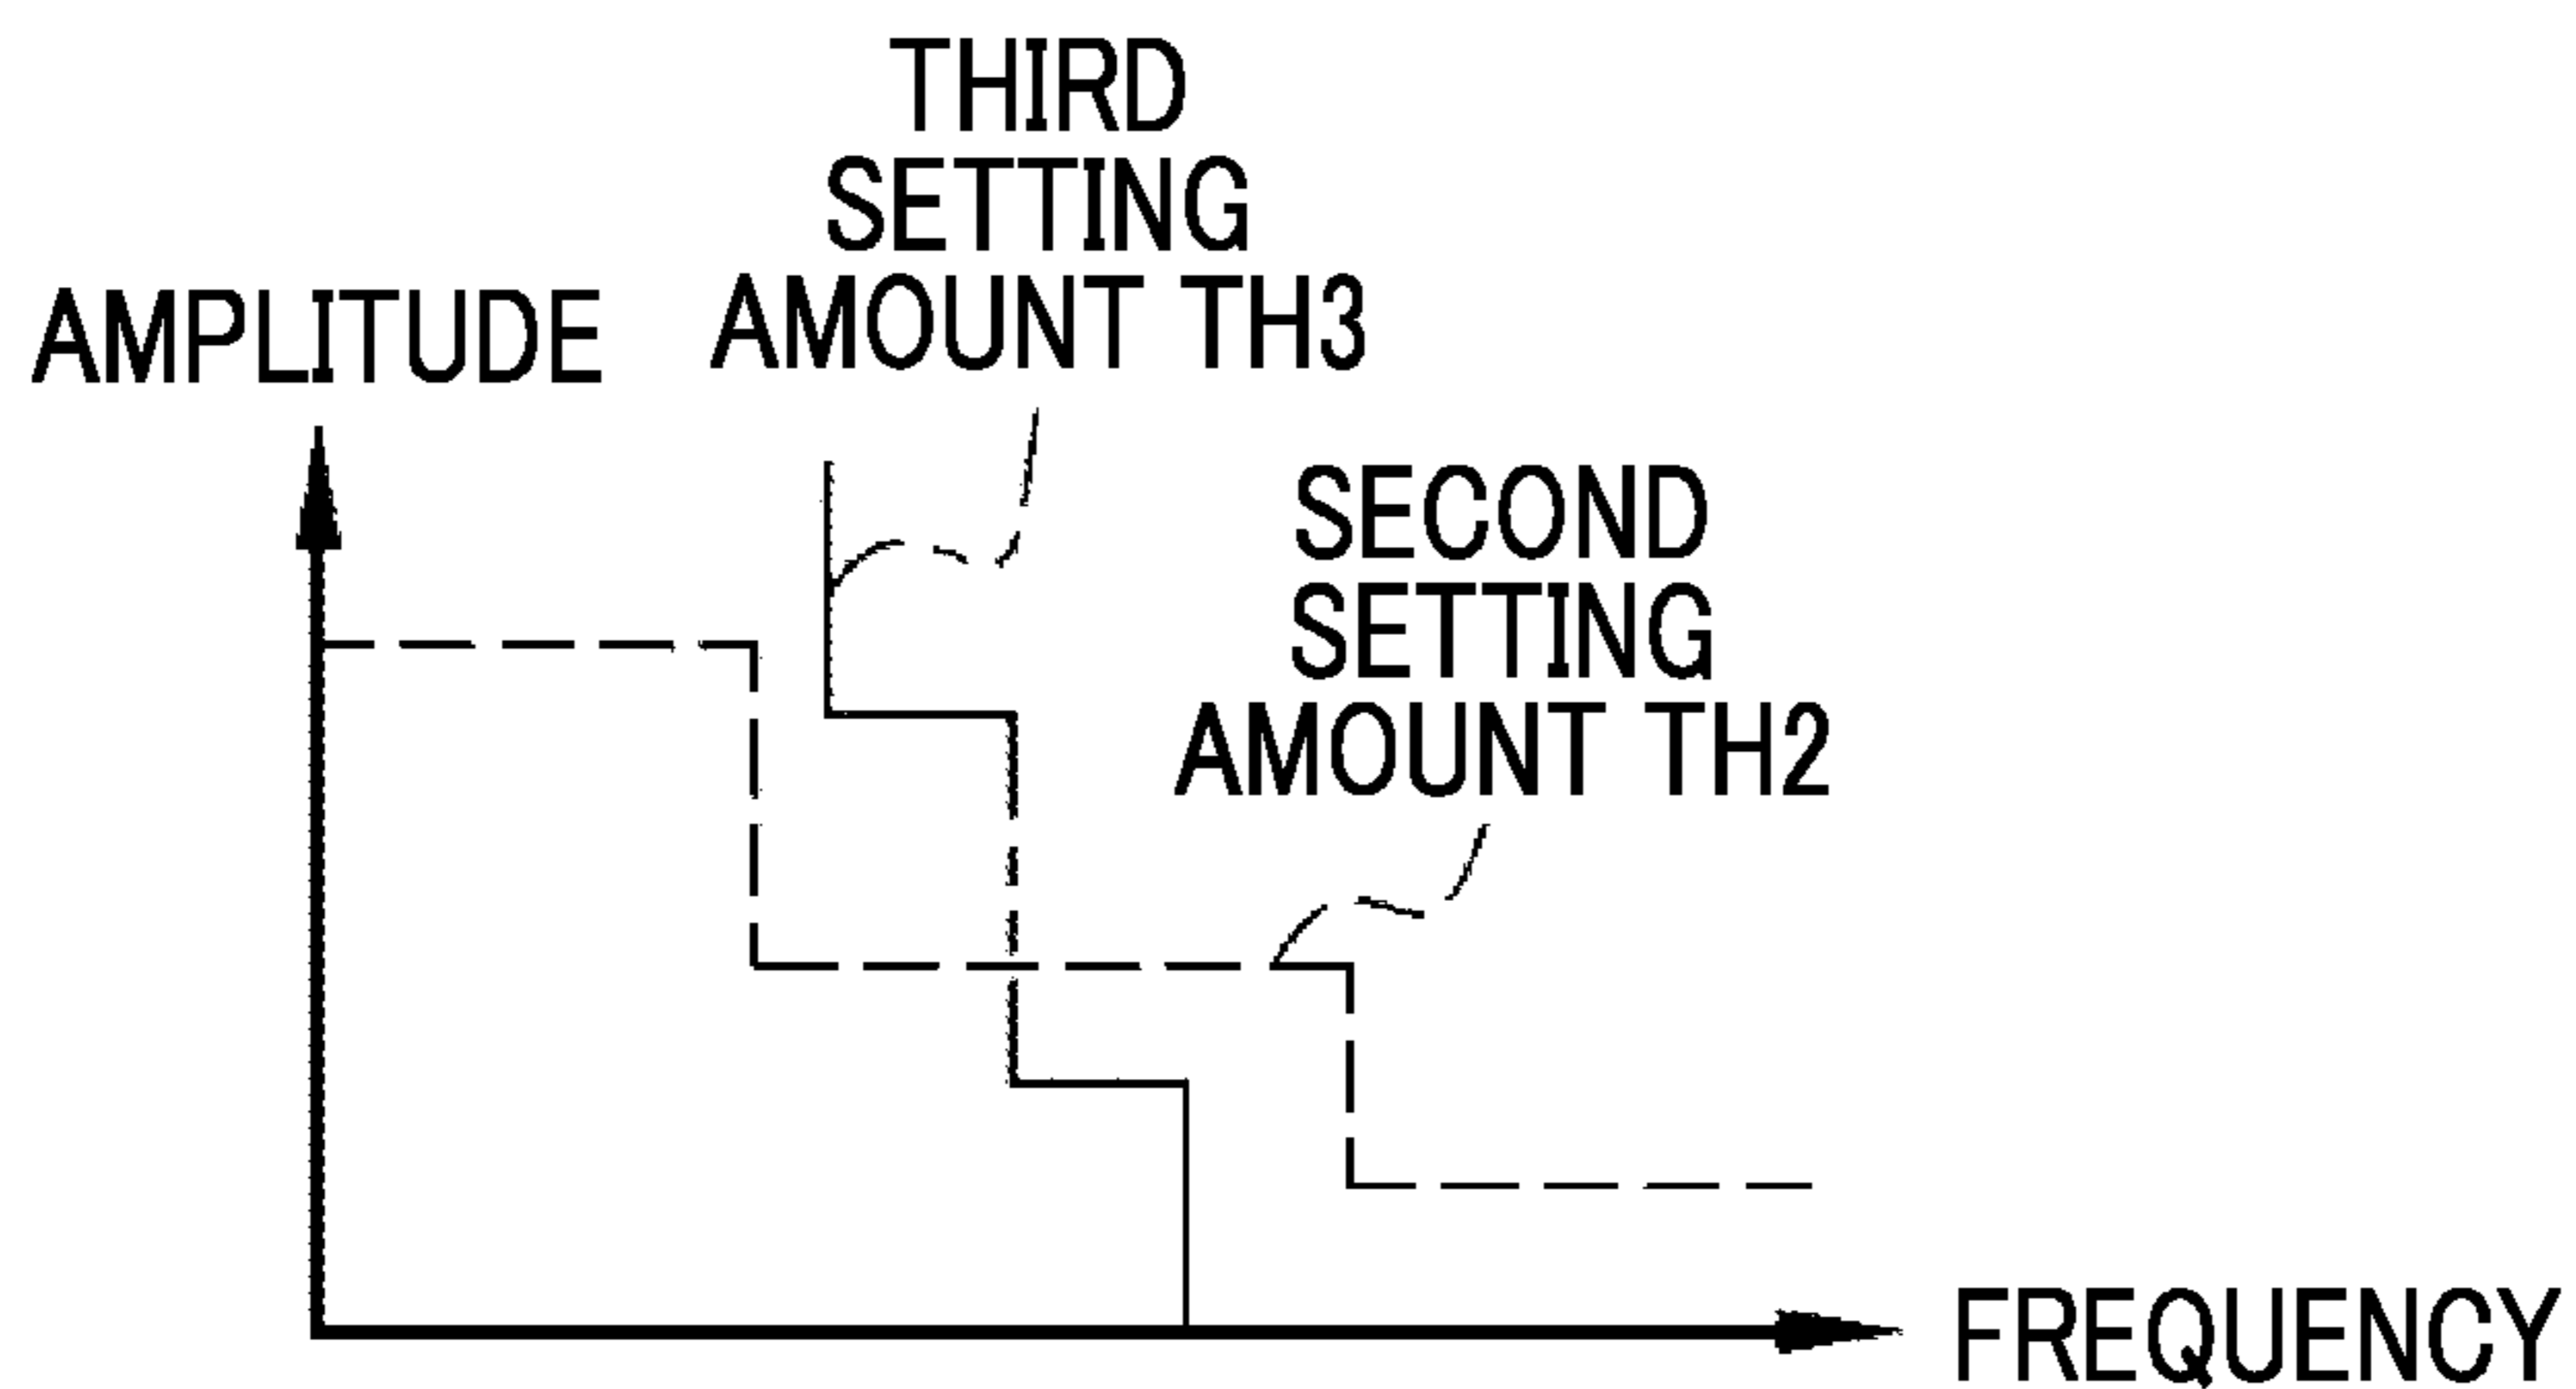 THIRD
SETTING
AMOUNT TH3
AMPLITUDE
SECOND
SETTING
AMOUNT TH2
FREQUENCY